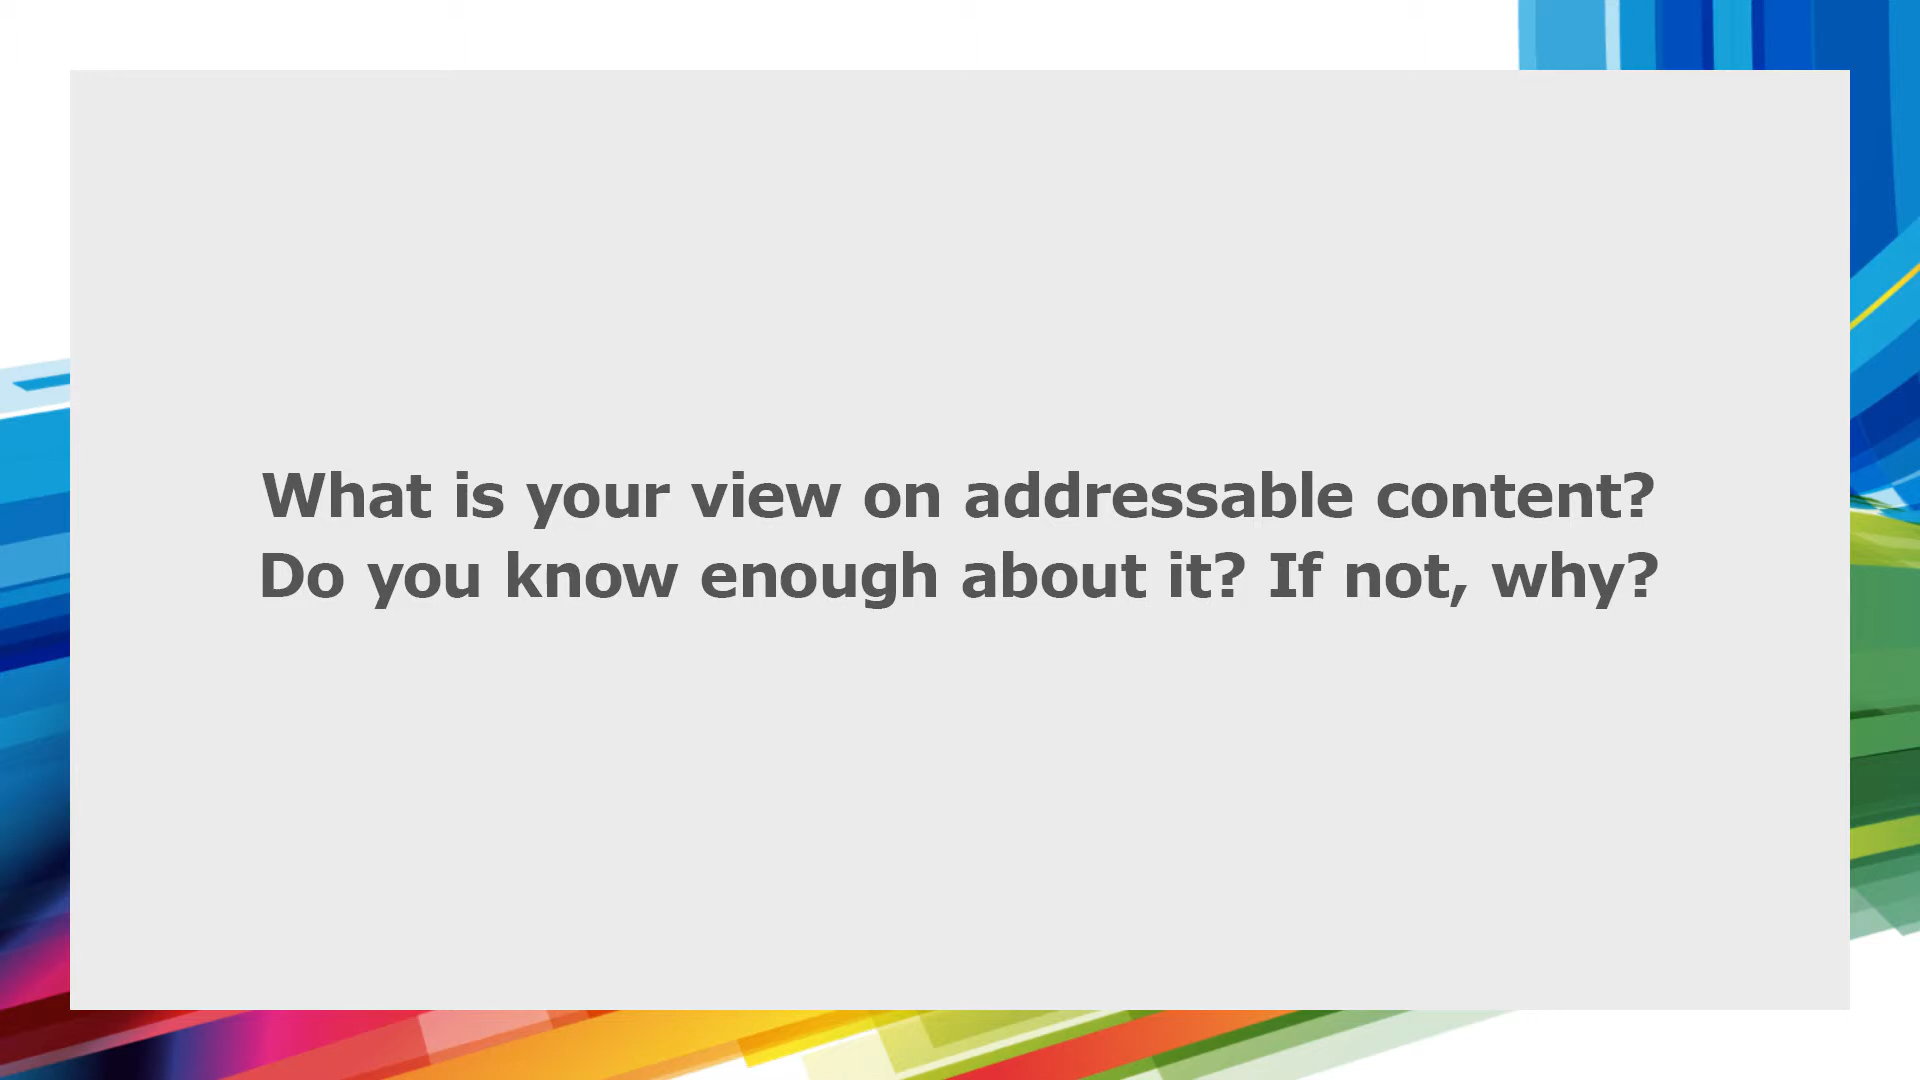 What is your view on addressable content?
Do you know enough about it? If not, why?